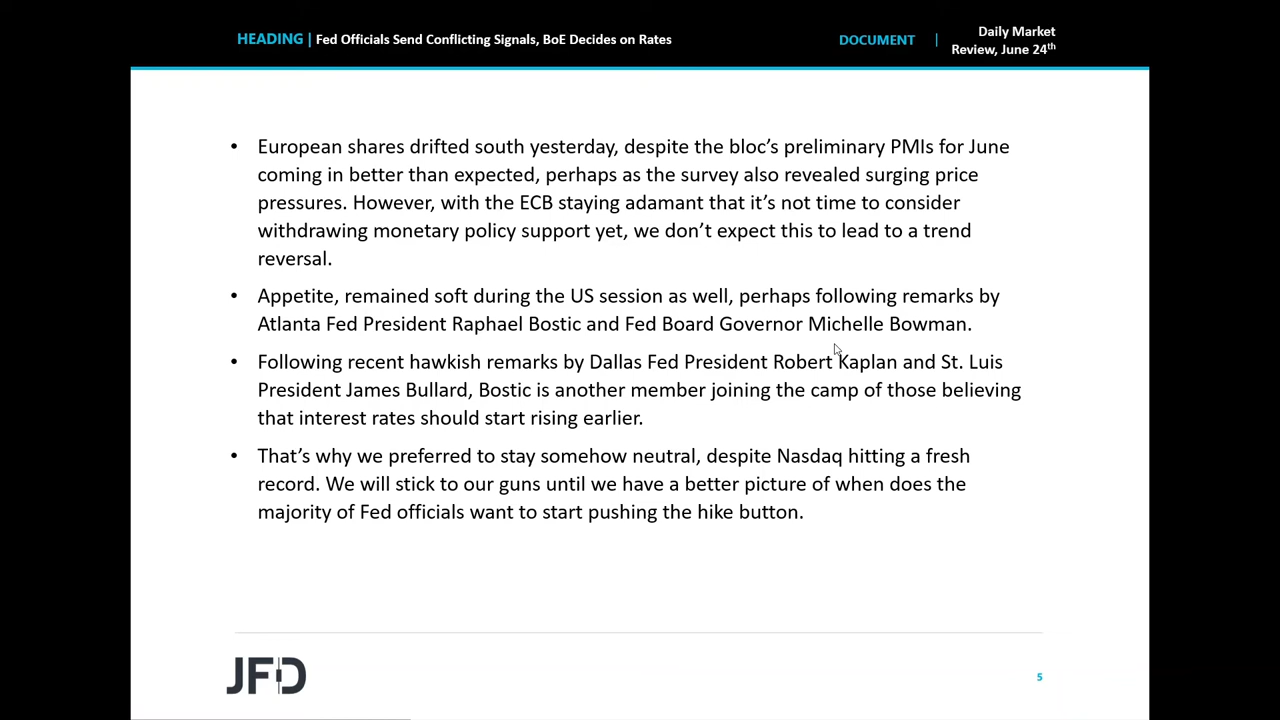 HEADING | Fed Officials Send Conflicting Signals, BoE Decides on Rates
DOCUMENT |
Daily Market
Review, June 24th
• European shares drifted south yesterday, despite the bloc’s preliminary PMIs for June
coming in better than expected, perhaps as the survey also revealed surging price
pressures. However, with the ECB staying adamant that it’s not time to consider
withdrawing monetary policy support yet, we don’t expect this to lead to a trend
reversal.
• Appetite, remained soft during the US session as well, perhaps following remarks by
Atlanta Fed President Raphael Bostic and Fed Board Governor Michelle Bowman.
• Following recent hawkish remarks by Dallas Fed President Robert Kaplan and St. Luis
President James Bullard, Bostic is another member joining the camp of those believing
that interest rates should start rising earlier.
• That’s why we preferred to stay somehow neutral, despite Nasdaq hitting a fresh
record. We will stick to our guns until we have a better picture of when does the
majority of Fed officials want to start pushing the hike button.
JFD
5